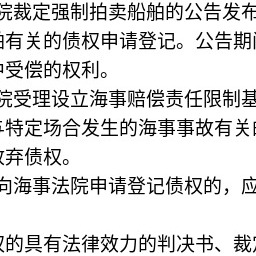 院裁定强制拍卖船舶的公告发布
舶有关的债权申请登记。公告期间
中受偿的权利。
院受理设立海事赔偿责任限制基
与特定场合发生的海事事故有关的
放弃债权。
向海事法院申请登记债权的，应
权的具有法律效力的判决书、裁定